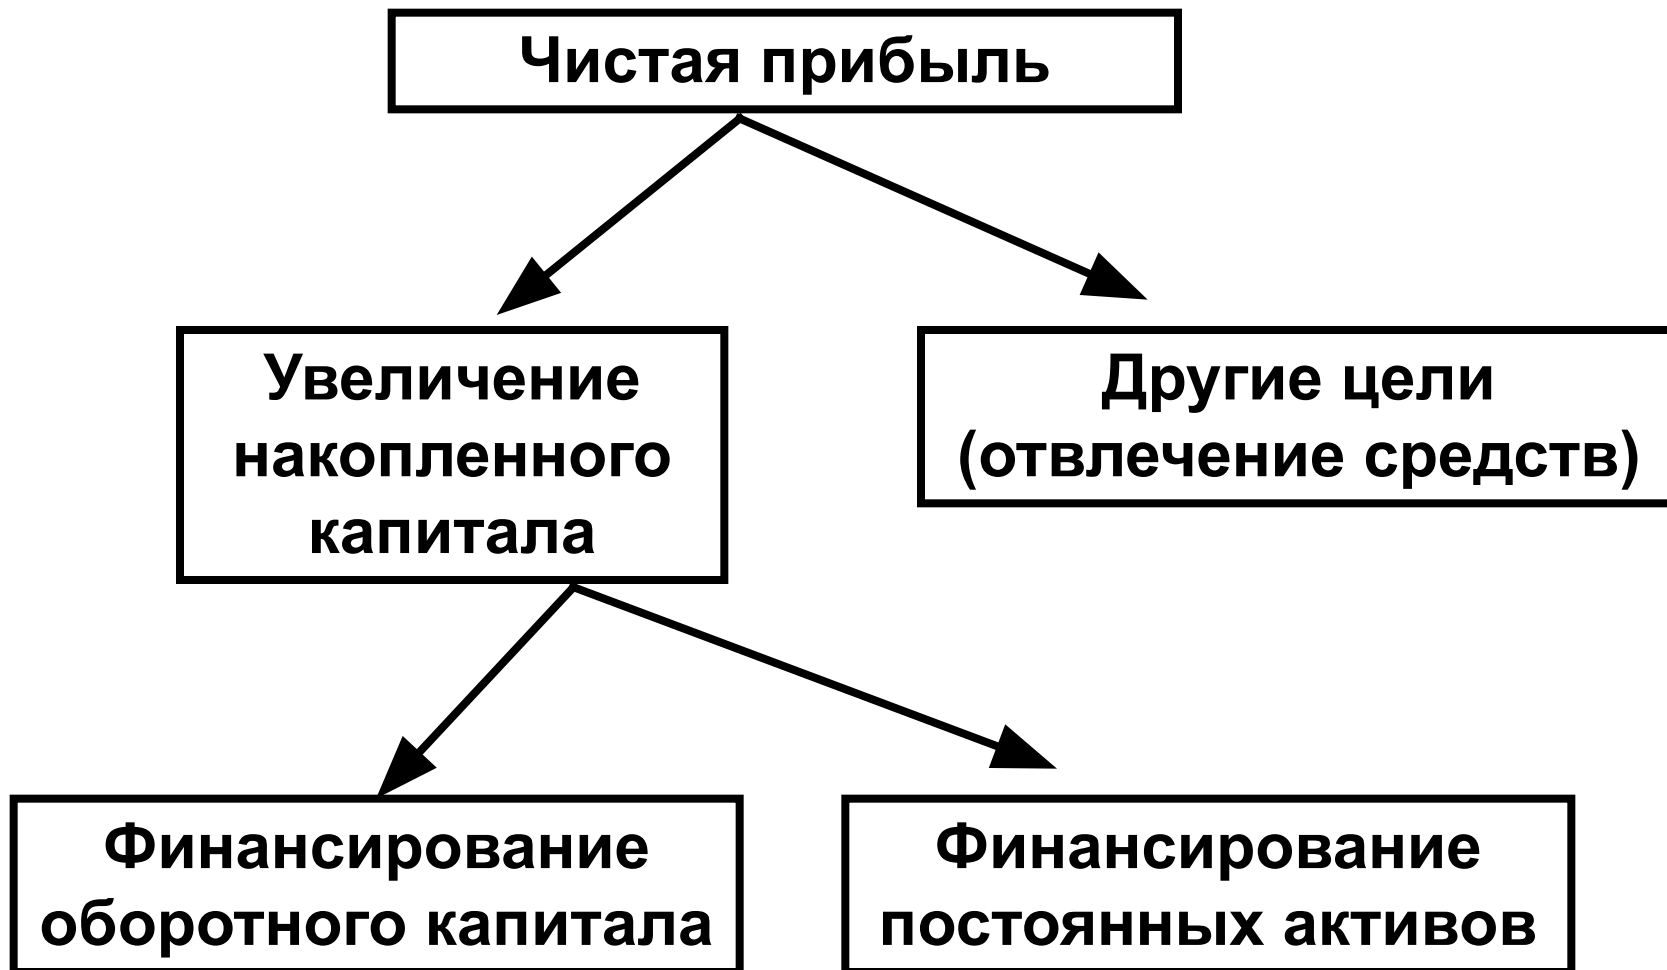 Чистая прибыль
Увеличение
накопленного
капитала
Другие цели
(отвлечение средств)
Финансирование
оборотного капитала
Финансирование
постоянных активов